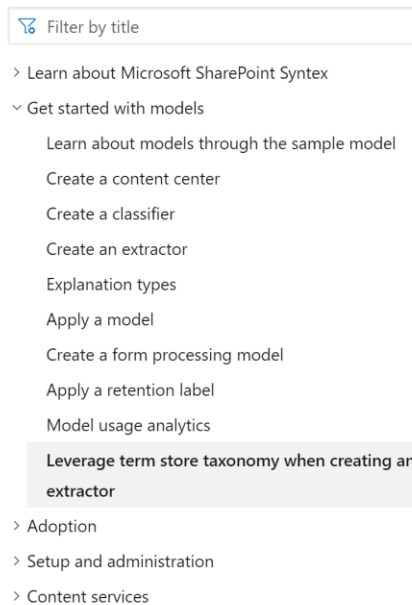 Filter by title
Learn about Microsoft SharePoint Syntex
Get started with models
Learn about models through the sample model
Create a content center
Create a classifier
Create an extractor
Explanation types
Apply a model
Create a form processing model
Apply a retention label
Model usage analytics
Leverage term store taxonomy when creating an
extractor
Adoption
Setup and administration
Content services